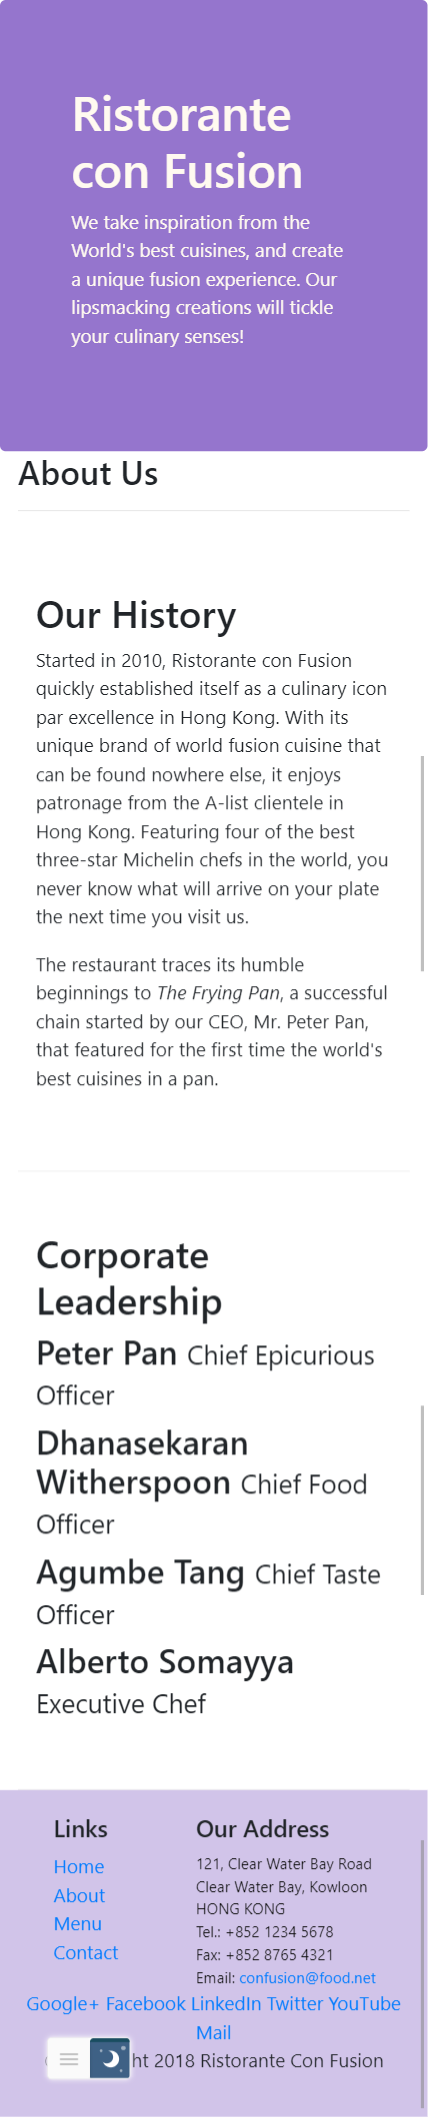 Ristorante
con Fusion
We take inspiration from the
World's best cuisines, and create
a unique fusion experience. Our
lipsmacking creations will tickle
your culinary senses!
About Us
Our History
Started in 2010, Ristorante con Fusion
quickly established itself as a culinary icon
par excellence in Hong Kong. With its
unique brand of world fusion cuisine that
can be found nowhere else, it enjoys
patronage from the A-list clientele in
Hong Kong. Featuring four of the best
three-star Michelin chefs in the world, you
never know what will arrive on your plate
the next time you visit us.
The restaurant traces its humble
beginnings to The Frying Pan, a successful
chain started by our CEO, Mr. Peter Pan,
that featured for the first time the world's
best cuisines in a pan.
Corporate
Leadership
Peter Pan Chief Epicurious
Officer
Dhanasekaran
Witherspoon Chief Food
Officer
Agumbe Tang Chief Taste
Officer
Alberto Somayya
Executive Chef
Links
Home
About
Menu
Contact
Our Address
121, Clear Water Bay Road
Clear Water Bay, Kowloon
HONG KONG
Tel.: +852 1234 5678
Fax: +852 8765 4321
Email: confusion@food.net
Google+ Facebook LinkedIn Twitter YouTube
Mail
ht 2018 Ristorante Con Fusion